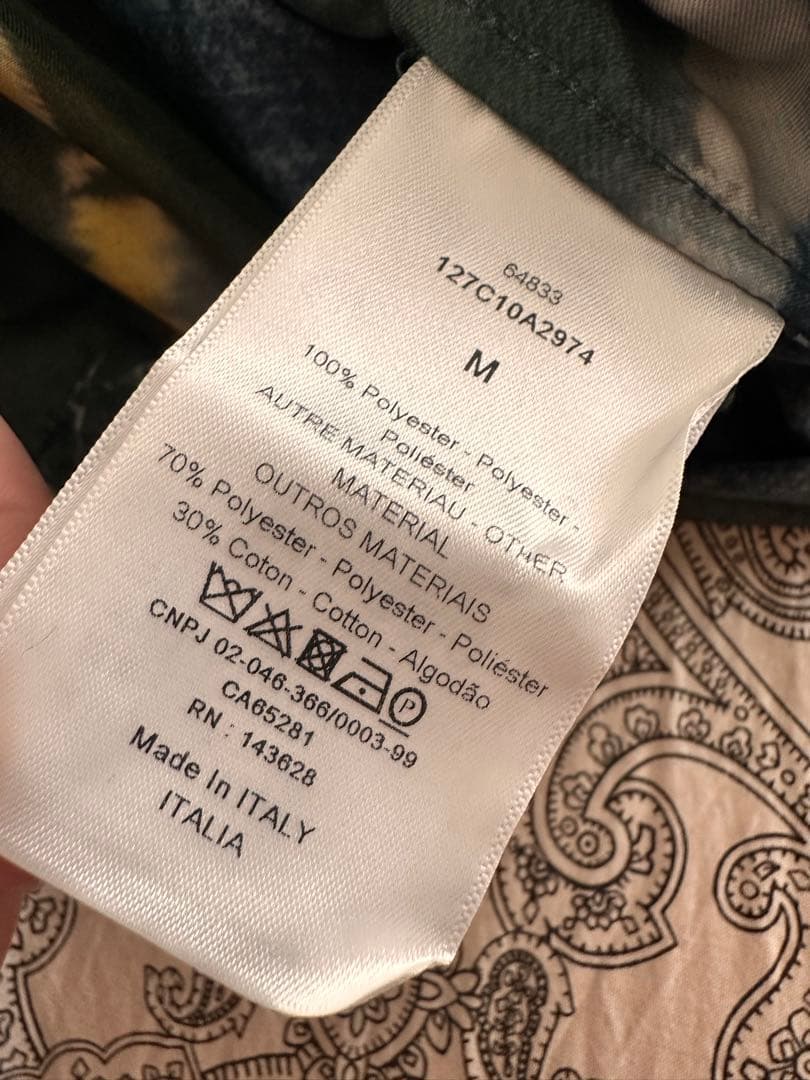 64833
127C10A2974
M
100% Polyester - Polyester -
Poliéster
AUTRE MATERIAU - OTHER
MATERIAL
OUTROS MATERIAIS
70% Polyester - Polyester - Poliéster
30% Coton - Cotton - Algodão
P
CNPJ 02-046-366/0003-99
CA65281
RN : 143628
Made In ITALY
ITALIA